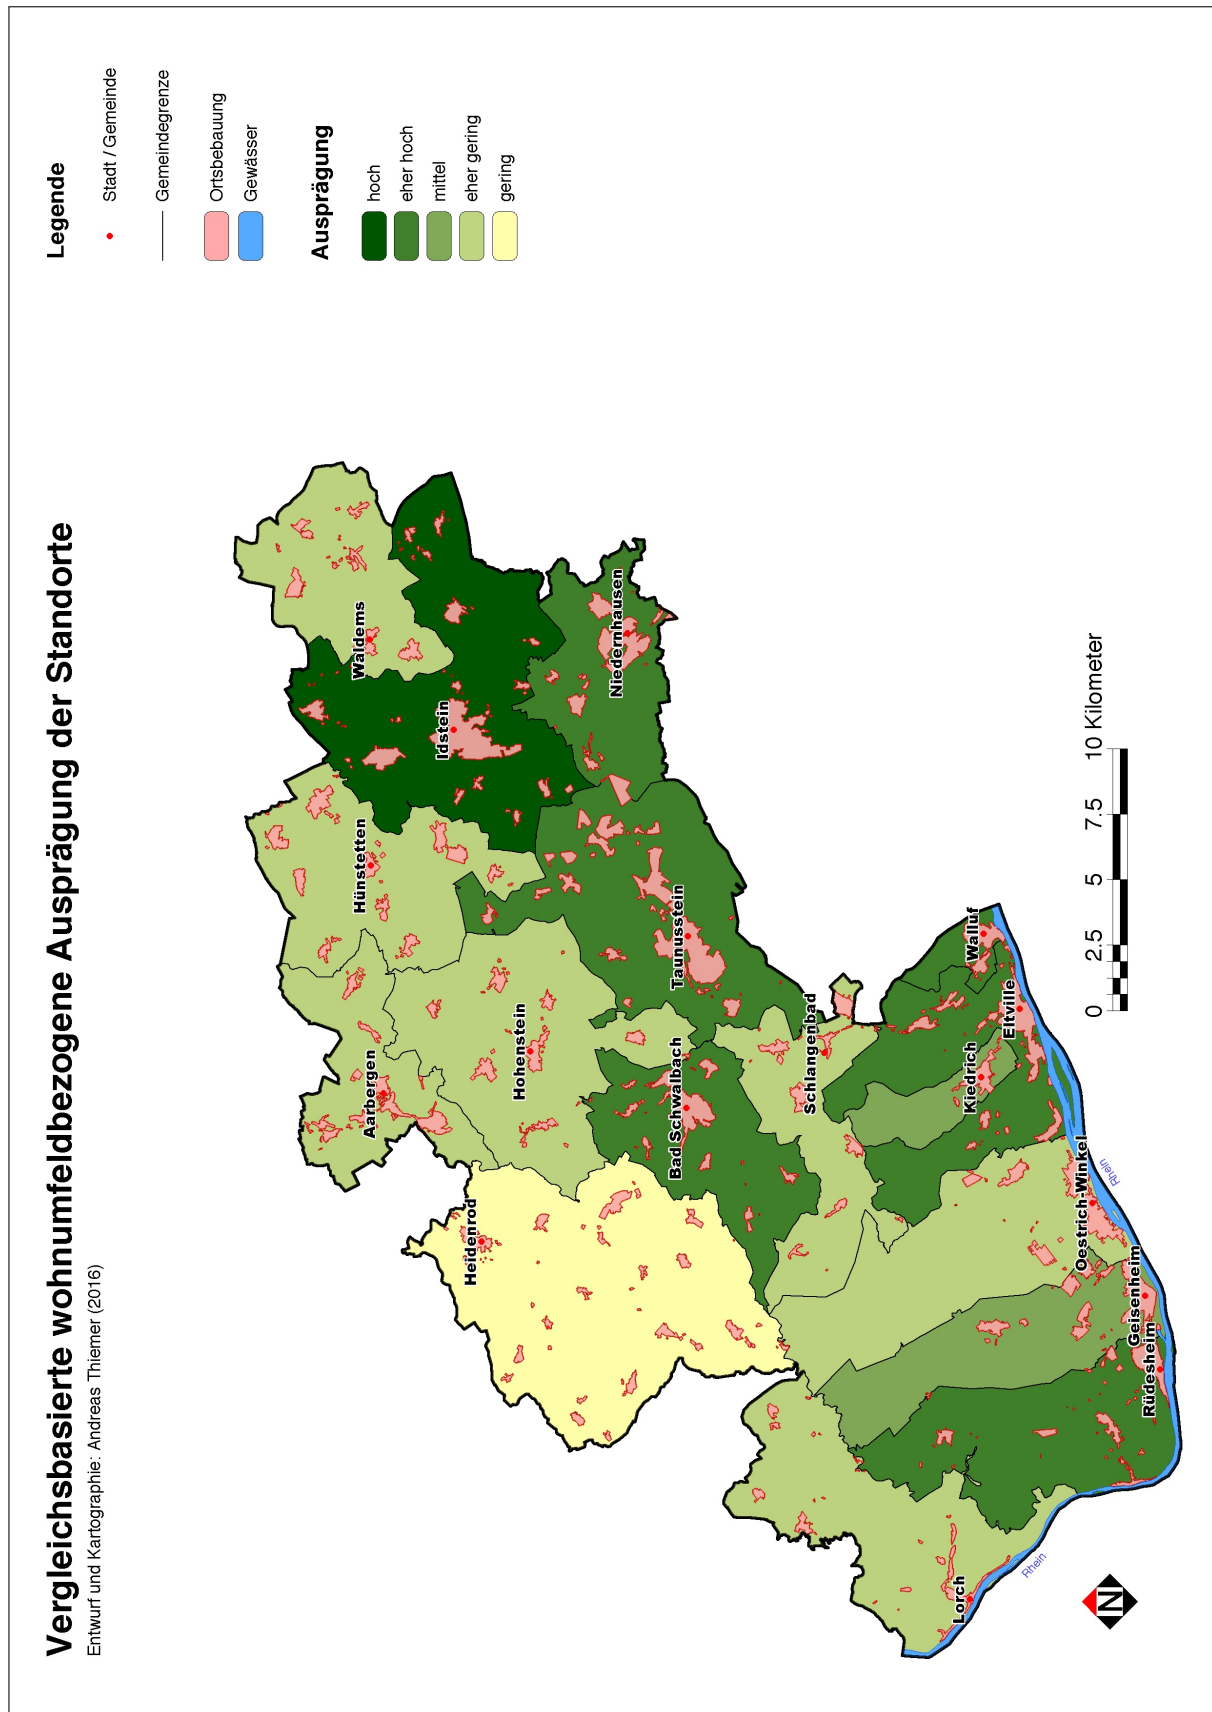 Vergleichsbasierte wohnumfeldbezogene Ausprägung der Standorte
Entwurf und Kartographie: Andreas Thiemer (2016)
Legende
Stadt / Gemeinde
Gemeindegrenze
Ortsbebauung
Gewässer
Ausprägung
hoch
eher hoch
mittel
eher gering
gering
Waldems
Idstein
Hünstetten
Niedernhausen
Aarbergen
Hohenstein
Taunusstein
Heidenrod
Bad Schwalbach
Schlangenbad
Walluf
Eltville
Kiedrich
Oestrich-Winkel
Geisenheim
Rüdesheim
Lorch
Rhein
Rhein
N
0 2.5 5 7.5 10 Kilometer